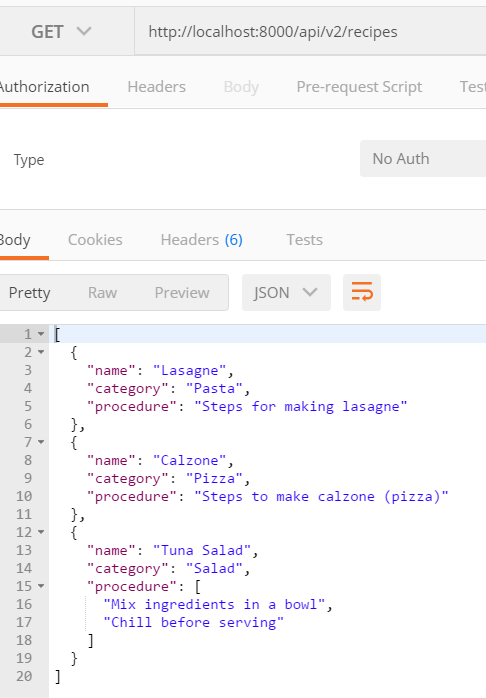 GET http://localhost:8000/api/v2/recipes
Authorization Headers Body Pre-request Script
Type No Auth
Body Cookies Headers (6) Tests
Pretty Raw Preview JSON
1 [
2 {
3 "name": "Lasagne",
4 "category": "Pasta",
5 "procedure": "Steps for making lasagne"
6 },
7 {
8 "name": "Calzone",
9 "category": "Pizza",
10 "procedure": "Steps to make calzone (pizza)"
11 },
12 {
13 "name": "Tuna Salad",
14 "category": "Salad",
15 "procedure": [
16 "Mix ingredients in a bowl",
17 "Chill before serving"
18 ]
19 }
20 ]